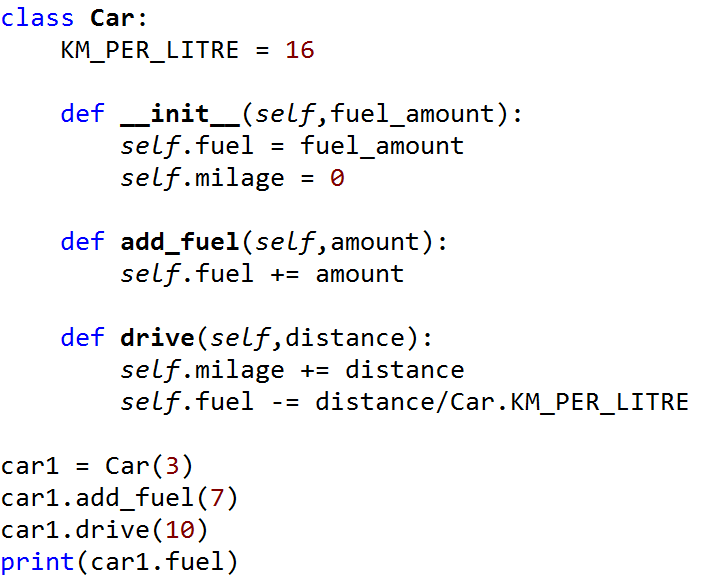 class Car:
    KM_PER_LITRE = 16
    def __init__(self,fuel_amount):
        self.fuel = fuel_amount
        self.milage = 0
    def add_fuel(self,amount):
        self.fuel += amount
    def drive(self,distance):
        self.milage += distance
        self.fuel -= distance/Car.KM_PER_LITRE
car1 = Car(3)
car1.add_fuel(7)
car1.drive(10)
print(car1.fuel)